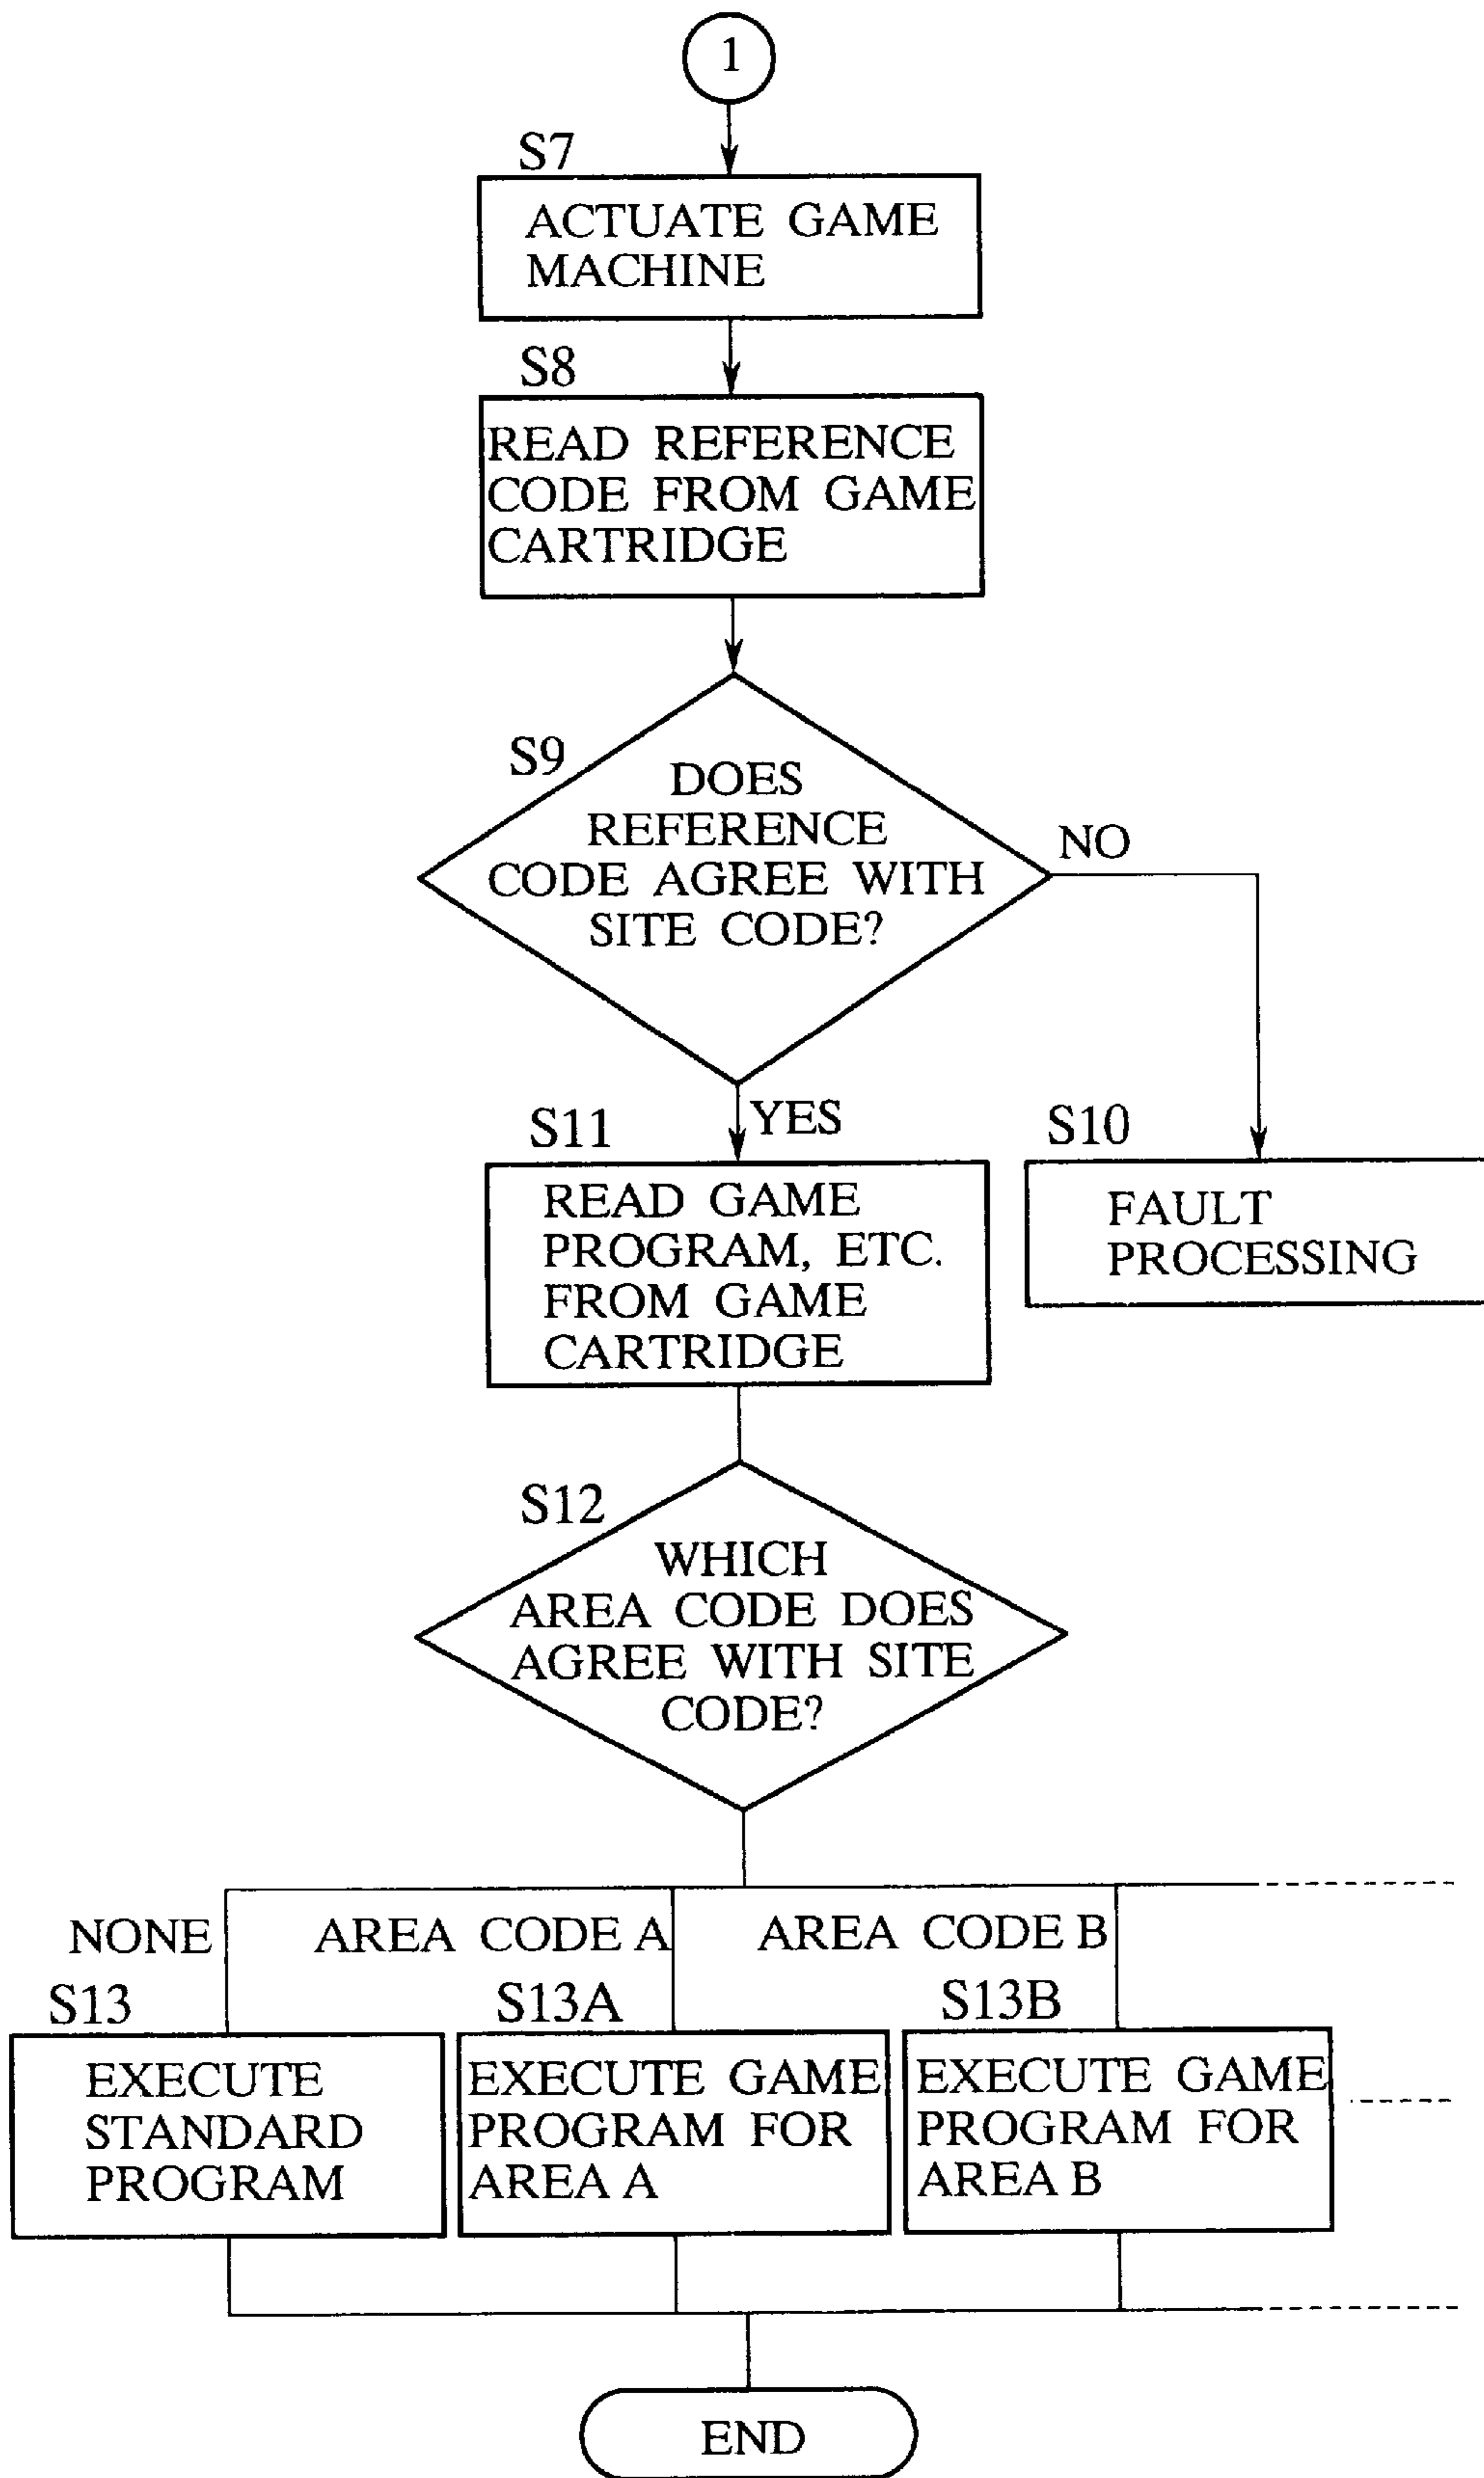 1
S7
ACTUATE GAME
MACHINE
S8
READ REFERENCE
CODE FROM GAME
CARTRIDGE
S9
DOES
REFERENCE
CODE AGREE WITH
SITE CODE?
NO
YES
S11
READ GAME
PROGRAM, ETC.
FROM GAME
CARTRIDGE
S10
FAULT
PROCESSING
S12
WHICH
AREA CODE DOES
AGREE WITH SITE
CODE?
NONE
S13
EXECUTE
STANDARD
PROGRAM
AREA CODE A
S13A
EXECUTE GAME
PROGRAM FOR
AREA A
AREA CODE B
S13B
EXECUTE GAME
PROGRAM FOR
AREA B
END